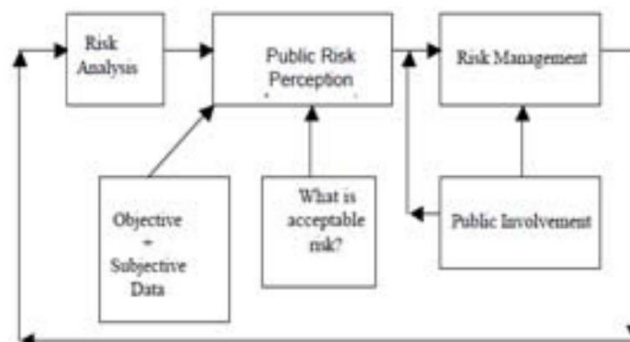 Risk
Analysis
Public Risk
Perception
Risk Management
Objective
+
Subjective
Data
What is
acceptable
risk?
Public Involvement